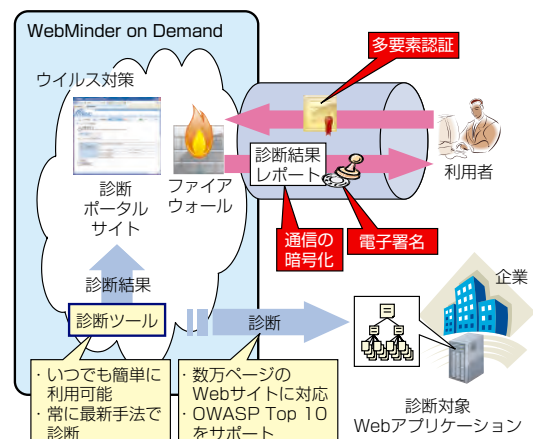 WebMinder on Demand
多要素認証
ウイルス対策
診断
ポータル
サイト
ファイア
ウォール
診断結果
レポート
利用者
通信の
暗号化
電子署名
診断結果
企業
診断ツール
診断
・いつでも簡単に
利用可能
・常に最新手法で
診断
・数万ページの
Webサイトに対応
・OWASP Top 10
をサポート
診断対象
Webアプリケーション